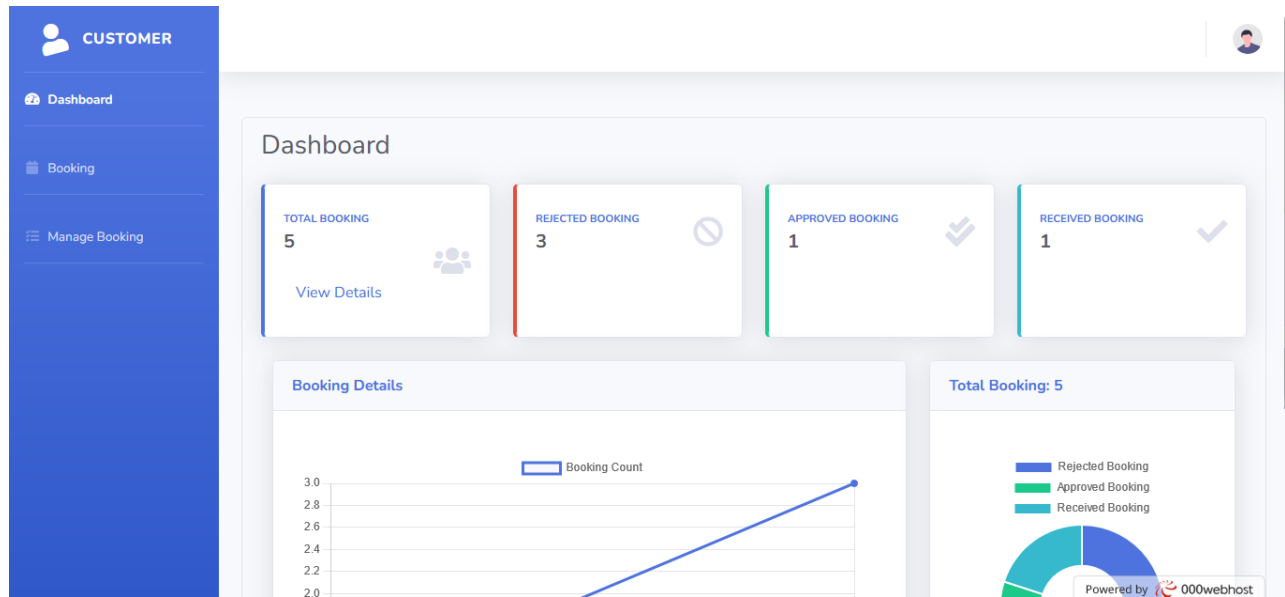 CUSTOMER
Dashboard
Booking
Manage Booking
Dashboard
TOTAL BOOKING
5
View Details
REJECTED BOOKING
3
APPROVED BOOKING
1
RECEIVED BOOKING
1
Booking Details
Booking Count
3.0
2.8
2.6
2.4
2.2
2.0
Total Booking: 5
Rejected Booking
Approved Booking
Received Booking
Powered by 000webhost